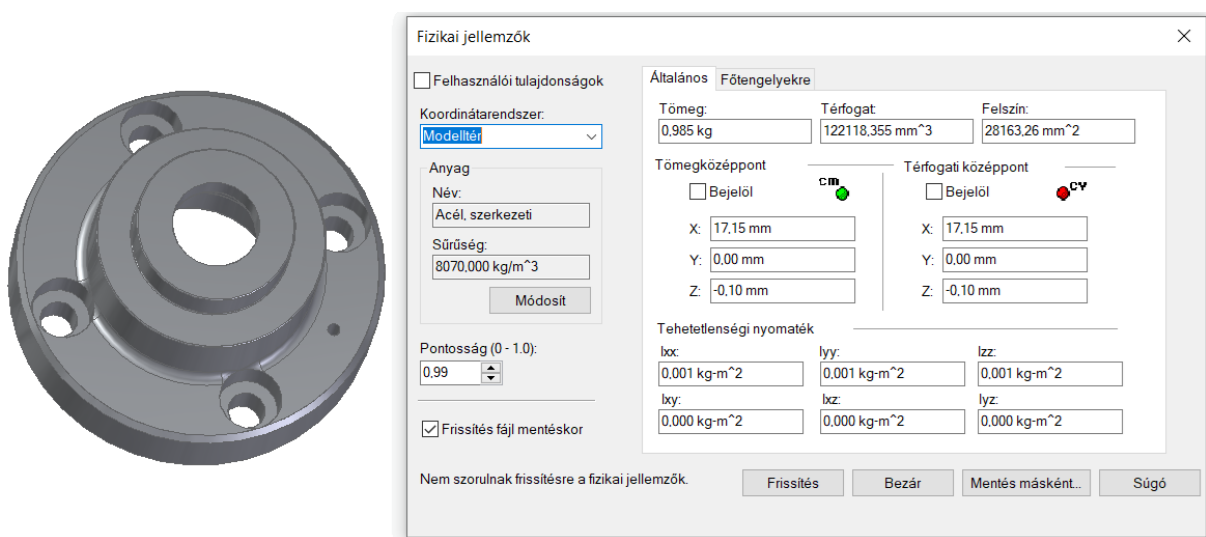 Fizikai jellemzők
Felhasználói tulajdonságok
Koordinátarendszer:
Modelltér
Anyag
Név:
Acél, szerkezeti
Sűrűség:
8070,000 kg/m^3
Módosít
Pontosság (0 - 1.0):
0,99
Frissítés fájl mentéskor
Általános Főtengelyekre
Tömeg: Térfogat: Felszín:
0,985 kg 122118,355 mm^3 28163,26 mm^2
Tömegközéppont
Bejelöl cm
X: 17,15 mm
Y: 0,00 mm
Z: -0,10 mm
Térfogati középpont
Bejelöl CV
X: 17,15 mm
Y: 0,00 mm
Z: -0,10 mm
Tehetetlenségi nyomaték
Ixx: Iyy: Izz:
0,001 kg-m^2 0,001 kg-m^2 0,001 kg-m^2
Ixy: Ixz: Iyz:
0,000 kg-m^2 0,000 kg-m^2 0,000 kg-m^2
Nem szorulnak frissítésre a fizikai jellemzők.
Frissítés Bezár Mentés másként... Súgó